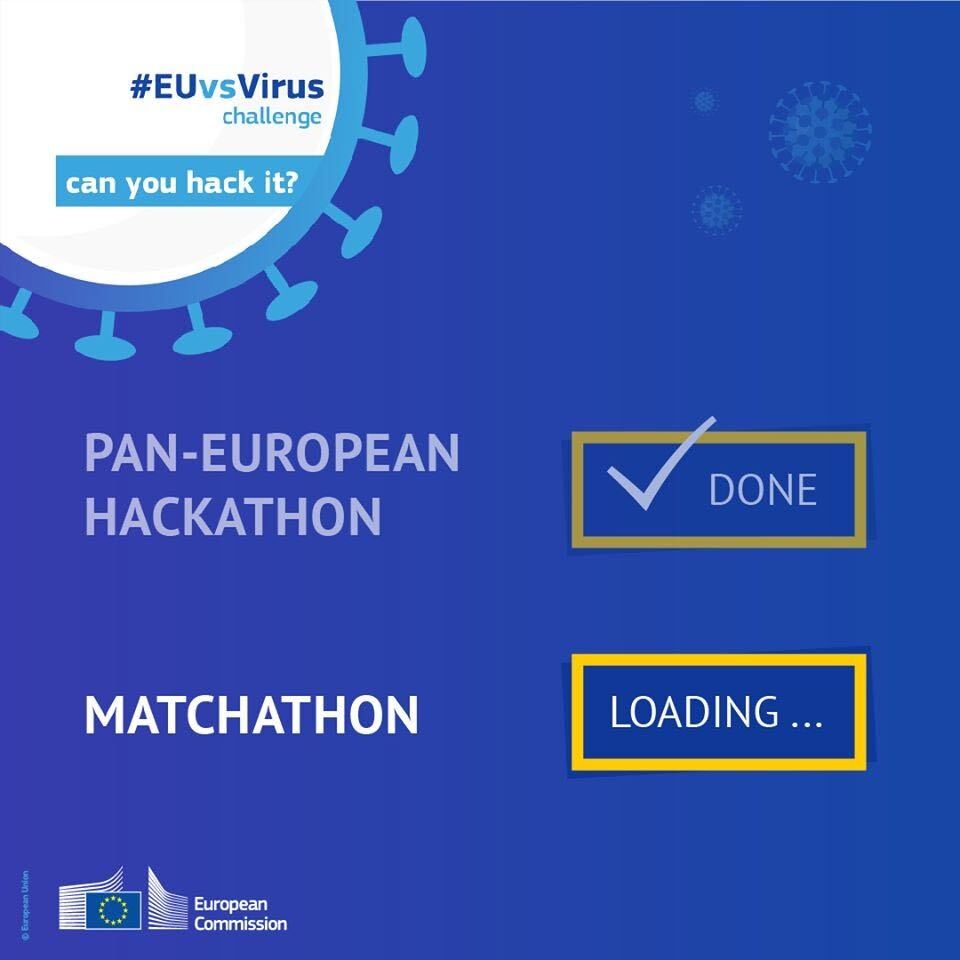 #EUvsVirus
challenge
can you hack it?
PAN-EUROPEAN
HACKATHON
DONE
MATCHATHON
LOADING ...
© European Union
European
Commission